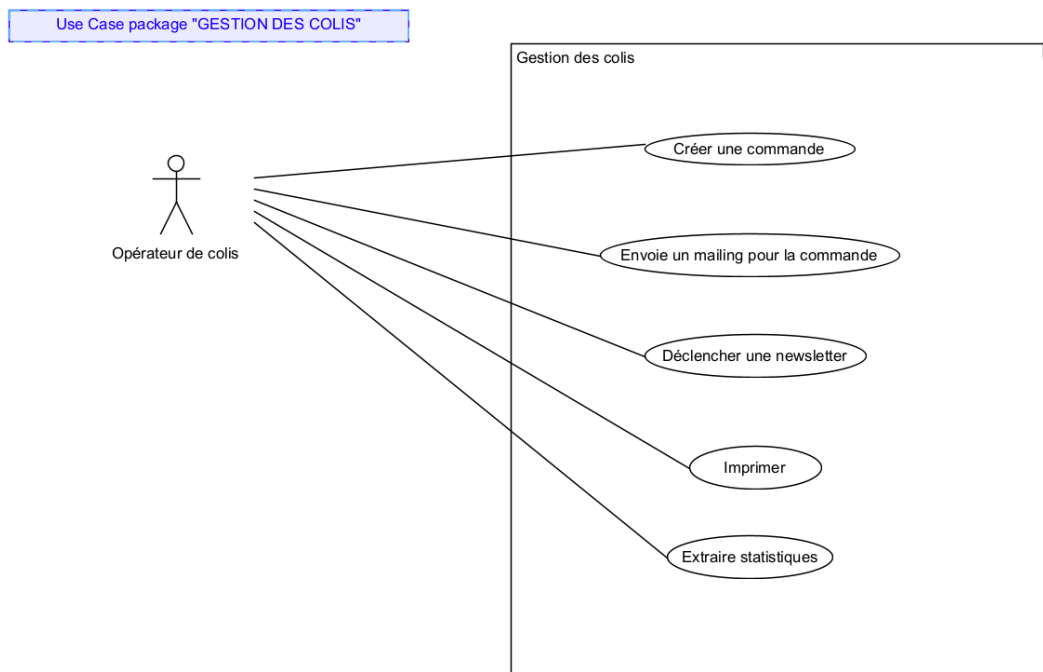 Use Case package "GESTION DES COLIS"
Gestion des colis
Créer une commande
Opérateur de colis
Envoie un mailing pour la commande
Déclencher une newsletter
Imprimer
Extraire statistiques